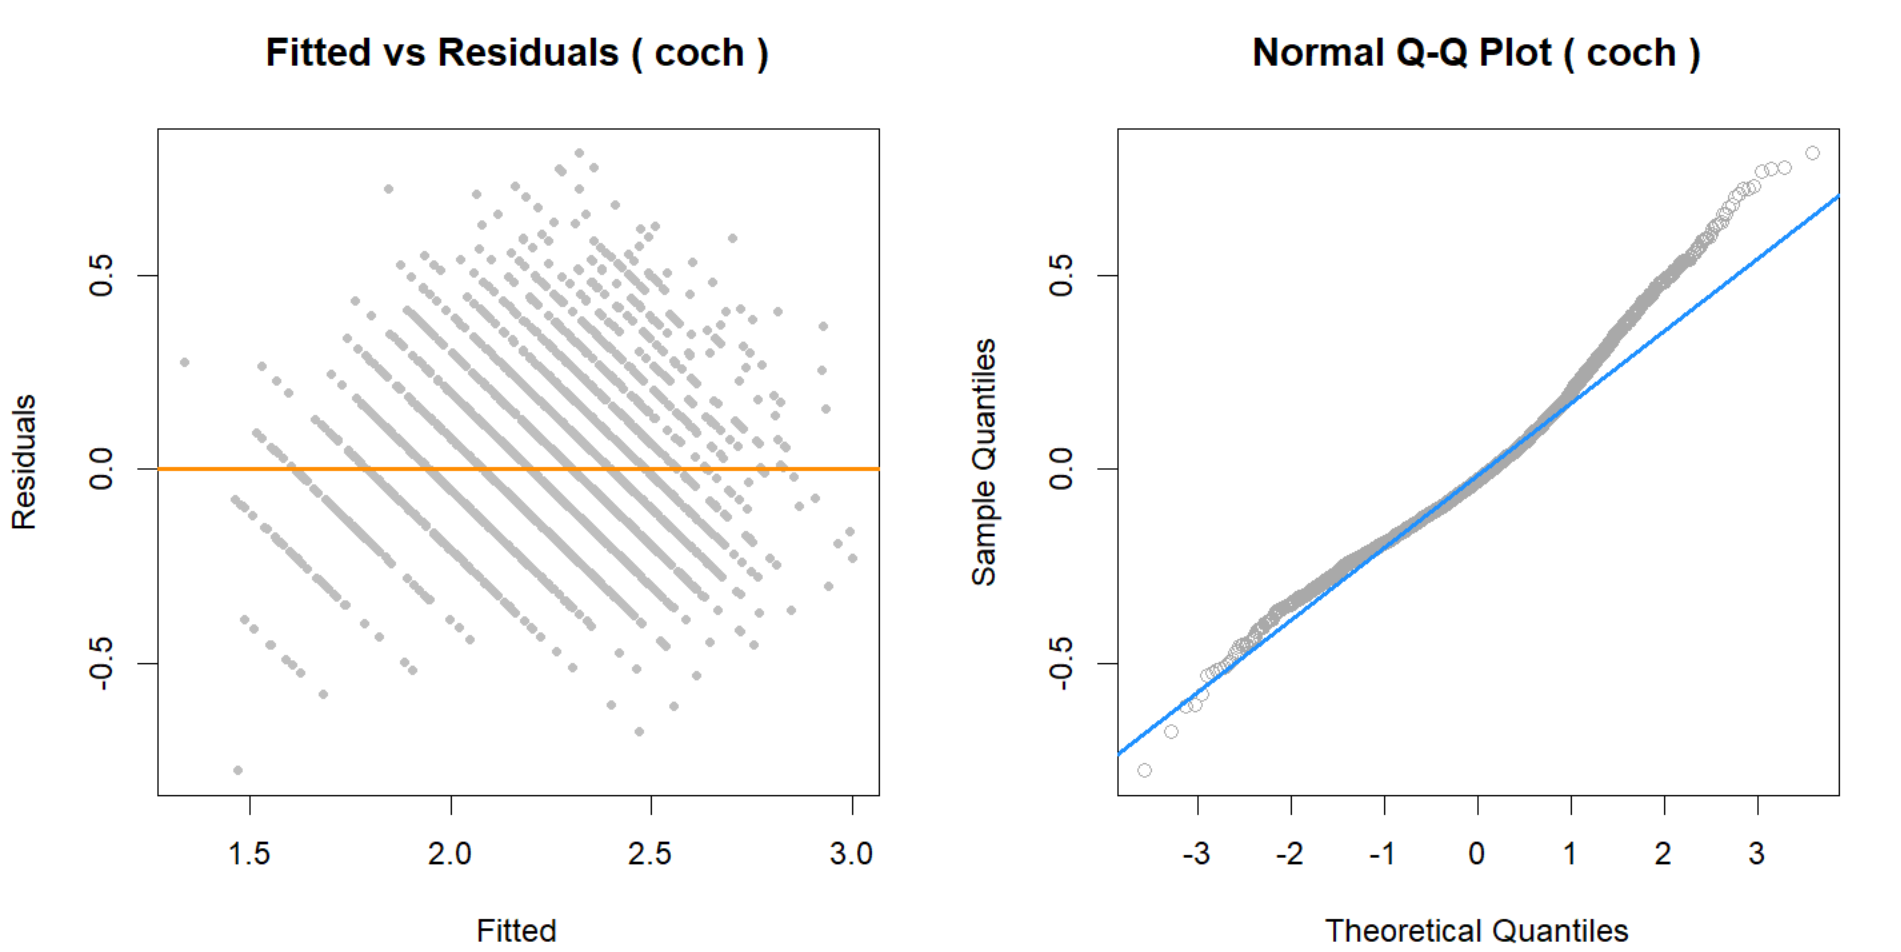 Fitted vs Residuals ( coch )
Residuals
0.5
0.0
-0.5
1.5 2.0 2.5 3.0
Fitted
Normal Q-Q Plot ( coch )
Sample Quantiles
0.5
0.0
-0.5
-3 -2 -1 0 1 2 3
Theoretical Quantiles